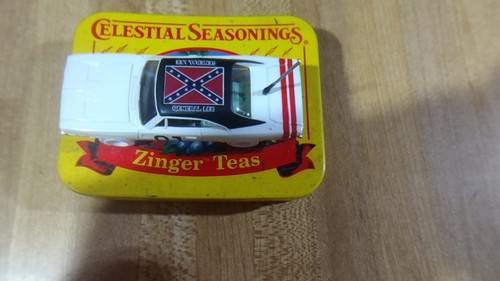 CELESTIAL SEASONINGS®
GENERAL LEE
Zinger Teas